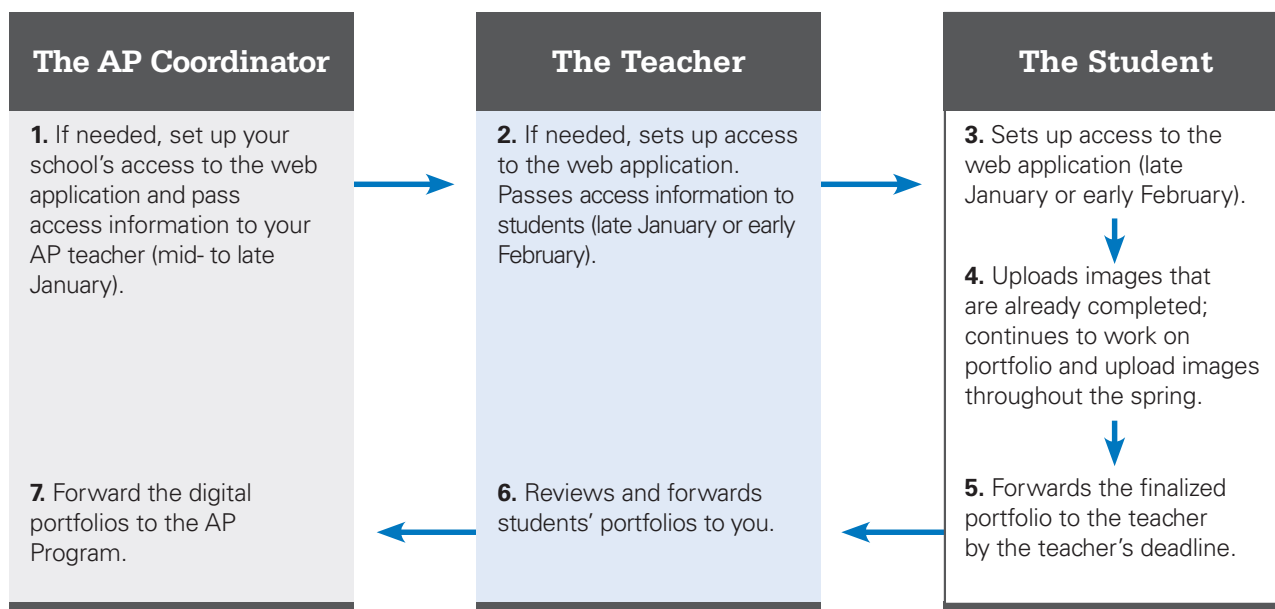 The AP Coordinator
1. If needed, set up your
school’s access to the web
application and pass
access information to your
AP teacher (mid- to late
January).
7. Forward the digital
portfolios to the AP
Program.
The Teacher
2. If needed, sets up access
to the web application.
Passes access information to
students (late January or early
February).
6. Reviews and forwards
students’ portfolios to you.
The Student
3. Sets up access to the
web application (late
January or early February).
4. Uploads images that
are already completed;
continues to work on
portfolio and upload images
throughout the spring.
5. Forwards the finalized
portfolio to the teacher
by the teacher’s deadline.